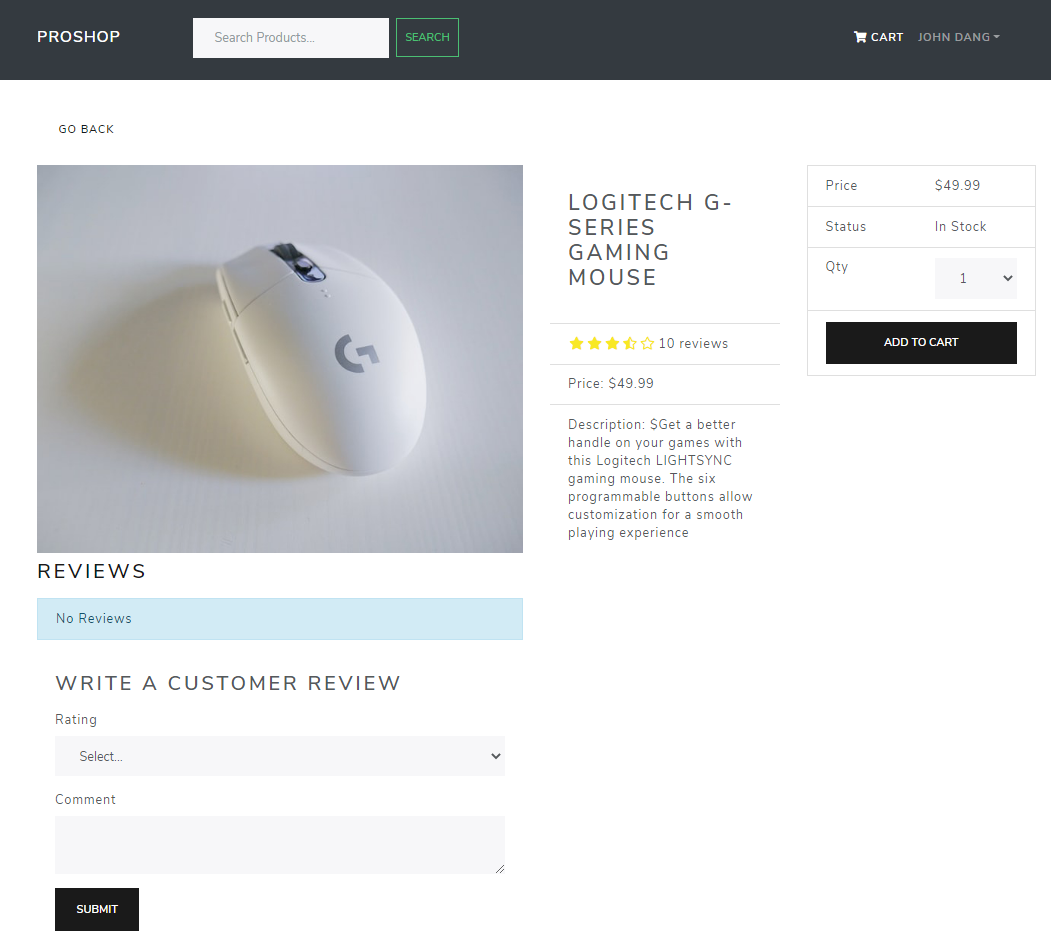 PROSHOP
Search Products...
SEARCH
CART
JOHN DANG
GO BACK
LOGITECH G-
SERIES
GAMING
MOUSE
10 reviews
Price: $49.99
Description: $Get a better
handle on your games with
this Logitech LIGHTSYNC
gaming mouse. The six
programmable buttons allow
customization for a smooth
playing experience
Price $49.99
Status In Stock
Qty 1
ADD TO CART
REVIEWS
No Reviews
WRITE A CUSTOMER REVIEW
Rating
Select...
Comment
SUBMIT